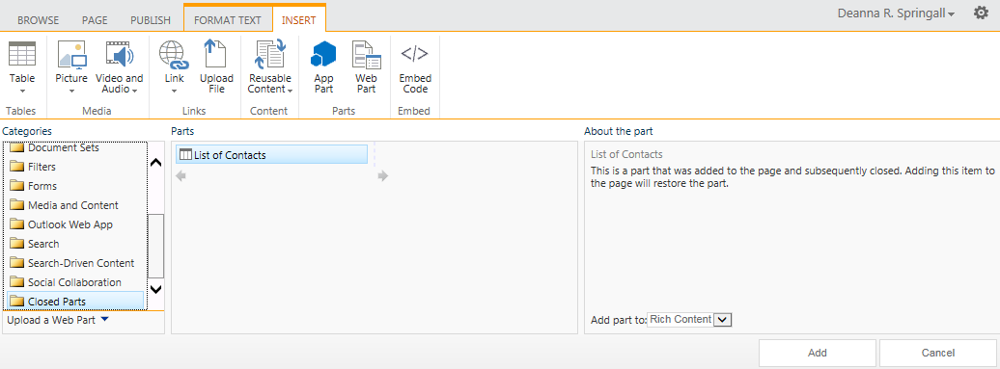 BROWSE PAGE PUBLISH FORMAT TEXT INSERT Deanna R. Springall
Table Picture Video and Audio Link Upload File Reusable Content App Part Web Part Embed Code
Tables Media Links Content Parts Embed
Categories Parts About the part
Document Sets
Filters
Forms
Media and Content
Outlook Web App
Search
Search-Driven Content
Social Collaboration
Closed Parts
Upload a Web Part
List of Contacts
List of Contacts
This is a part that was added to the page and subsequently closed. Adding this item to
the page will restore the part.
Add part to: Rich Content
Add Cancel